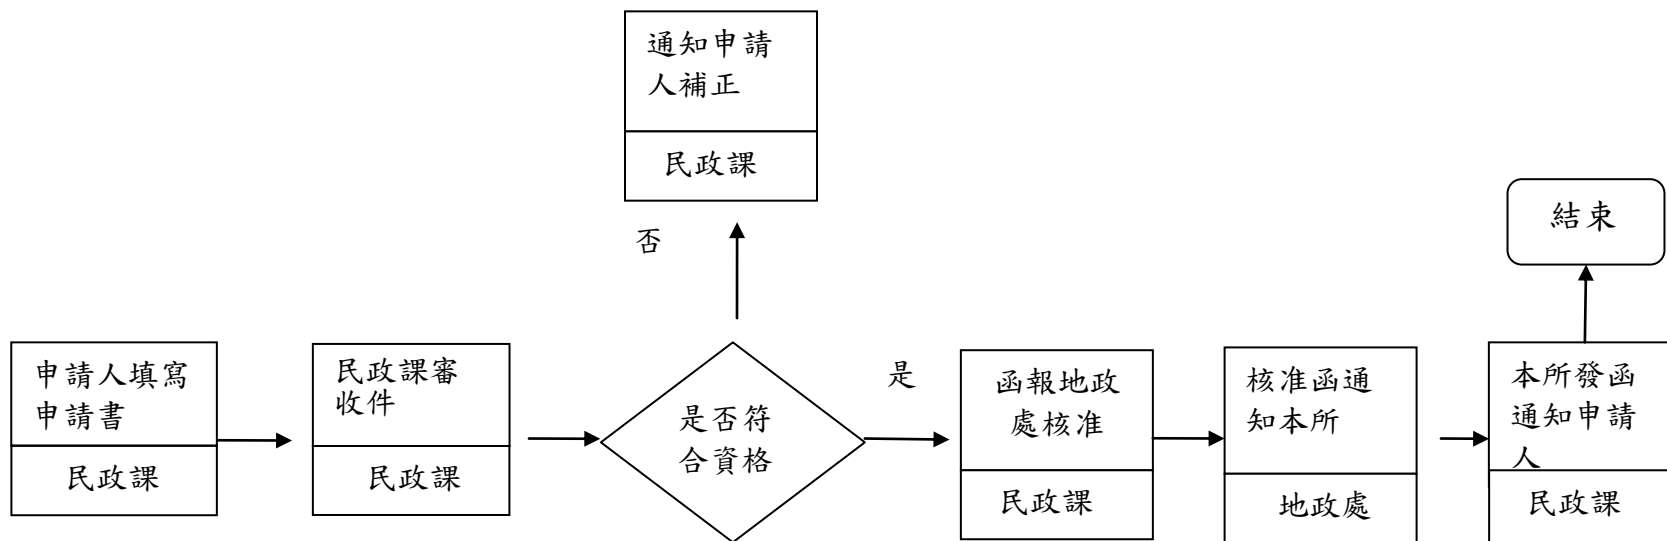 通知申請
人補正
民政課
否
結束
申請人填寫
申請書
民政課
民政課審
收件
民政課
是否符
合資格
是
函報地政
處核准
民政課
核准函通
知本所
地政處
本所發函
通知申請
人
民政課